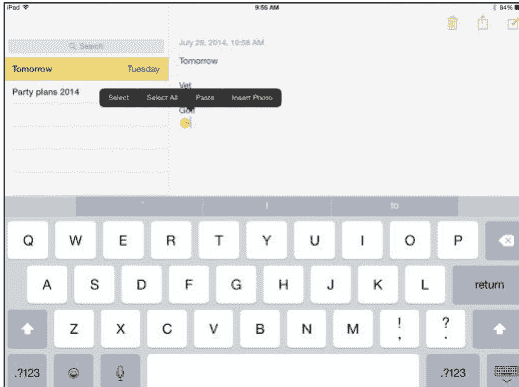 iPad 9:56 AM 84%
Search
July 28, 2014, 10:58 AM
Tomorrow Tuesday
Tomorrow
Party plans 2014
Vet
Select Select All Paste Insert Photo
I to
Q W E R T Y U I O P
A S D F G H J K L return
Z X C V B N M ! , ? .
.?123 .?123